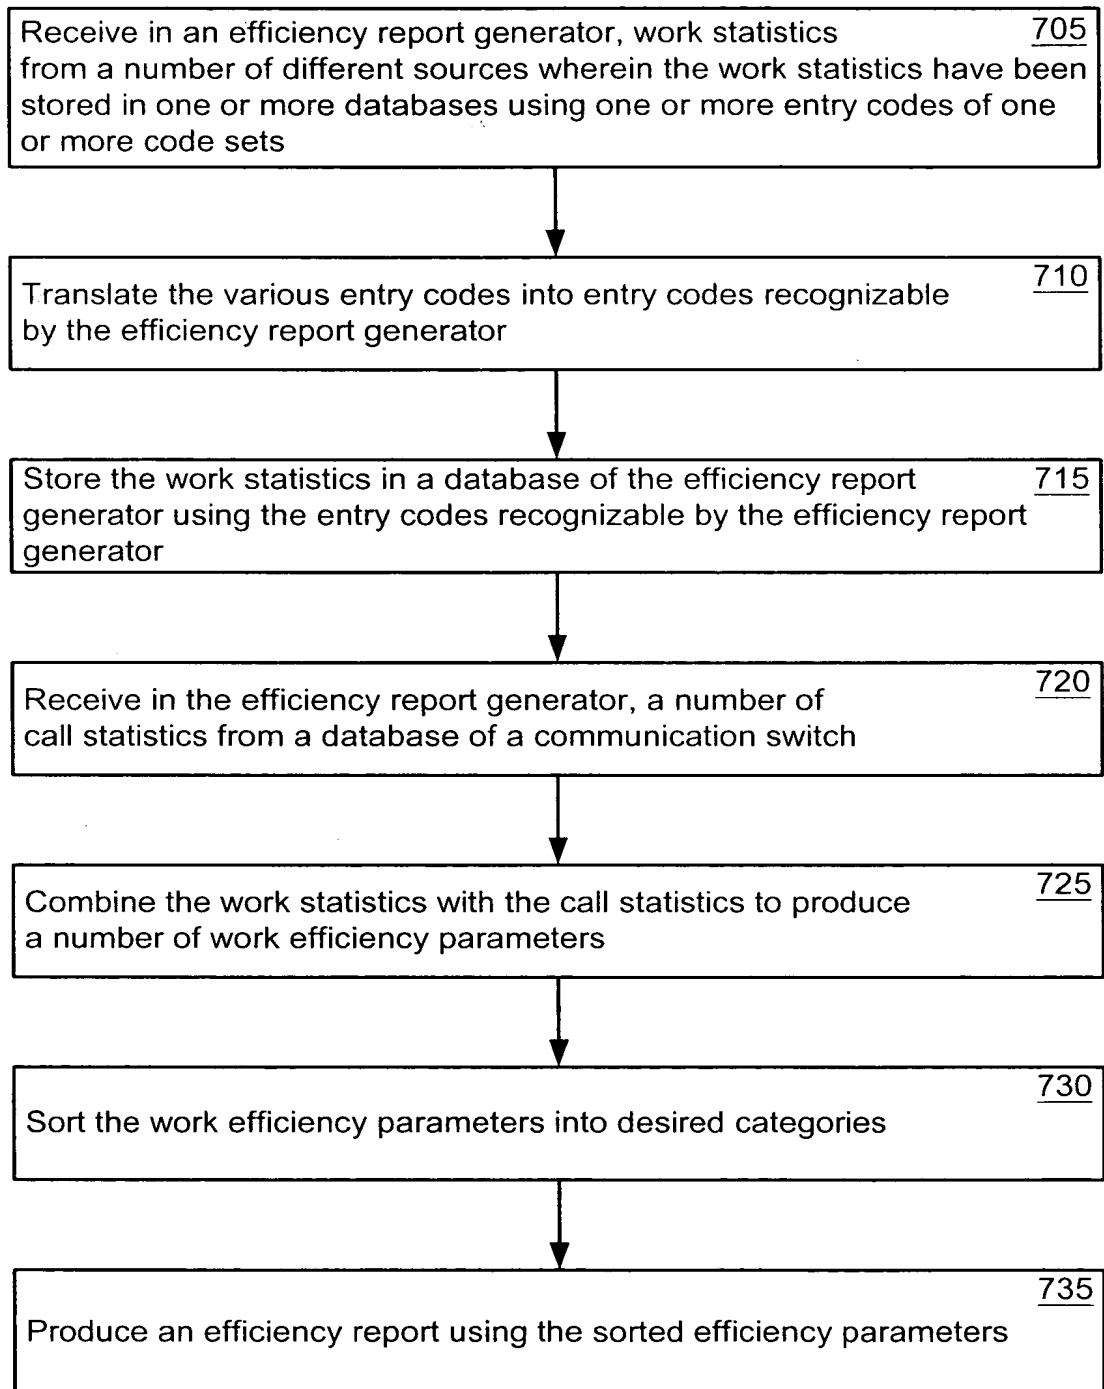 Receive in an efficiency report generator, work statistics 705
from a number of different sources wherein the work statistics have been
stored in one or more databases using one or more entry codes of one
or more code sets
710
Translate the various entry codes into entry codes recognizable
by the efficiency report generator
Store the work statistics in a database of the efficiency report 715
generator using the entry codes recognizable by the efficiency report
generator
720
Receive in the efficiency report generator, a number of
call statistics from a database of a communication switch
725
Combine the work statistics with the call statistics to produce
a number of work efficiency parameters
730
Sort the work efficiency parameters into desired categories
735
Produce an efficiency report using the sorted efficiency parameters